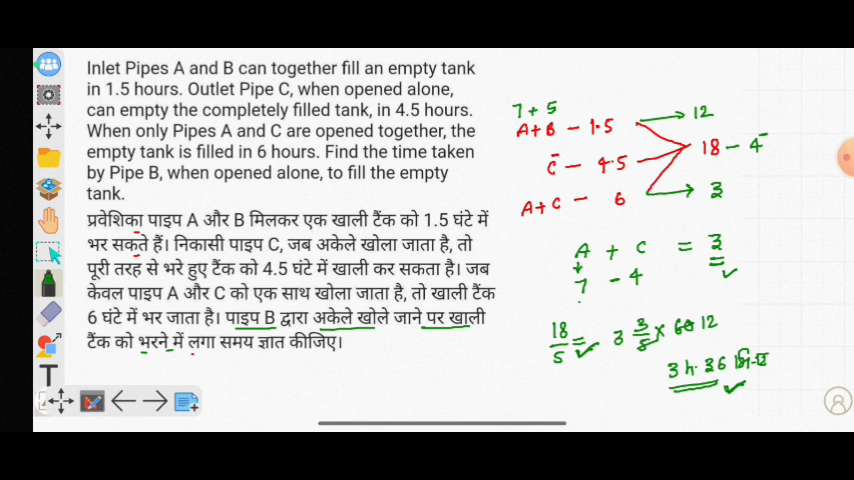 Inlet Pipes A and B can together fill an empty tank
in 1.5 hours. Outlet Pipe C, when opened alone,
can empty the completely filled tank, in 4.5 hours.
When only Pipes A and C are opened together, the
empty tank is filled in 6 hours. Find the time taken
by Pipe B, when opened alone, to fill the empty
tank.
प्रवेशिका पाइप A और B मिलकर एक खाली टैंक को 1.5 घंटे में
भर सकते हैं। निकासी पाइप C, जब अकेले खोला जाता है, तो
पूरी तरह से भरे हुए टैंक को 4.5 घंटे में खाली कर सकता है। जब
केवल पाइप A और C को एक साथ खोला जाता है, तो खाली टैंक
6 घंटे में भर जाता है। पाइप B द्वारा अकेले खोले जाने पर खाली
टैंक को भरने में लगा समय ज्ञात कीजिए।
7 + 5
A+B - 1.5
12
C - 4.5
18 - 4
A+C - 6
3
A + C = 3
7 - 4
18
5
= 3 3/5 × 60 12
3 h. 36
T